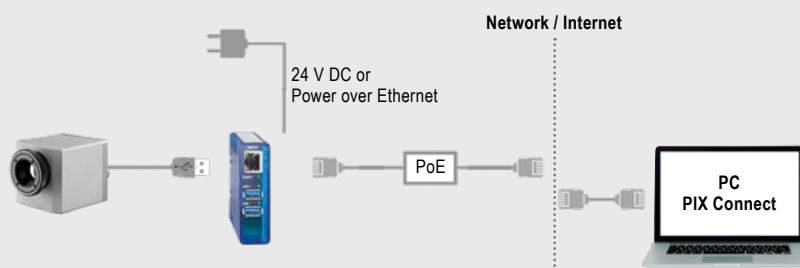 Network / Internet
24 V DC or
Power over Ethernet
PoE
PC
PIX Connect